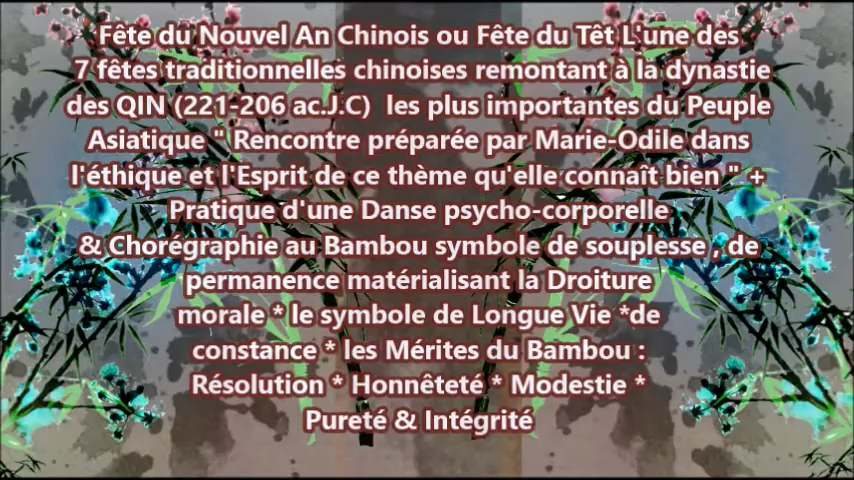 Fête du Nouvel An Chinois ou Fête du Têt L'une des
7 fêtes traditionnelles chinoises remontant à la dynastie
des QIN (221-206 ac.J.C) les plus importantes du Peuple
Asiatique " Rencontre préparée par Marie-Odile dans
l'éthique et l'Esprit de ce thème qu'elle connaît bien " +
Pratique d'une Danse psycho-corporelle
& Chorégraphie au Bambou symbole de souplesse , de
permanence matérialisant la Droiture
morale * le symbole de Longue Vie *de
constance * les Mérites du Bambou :
Résolution * Honnêteté * Modestie *
Pureté & Intégrité